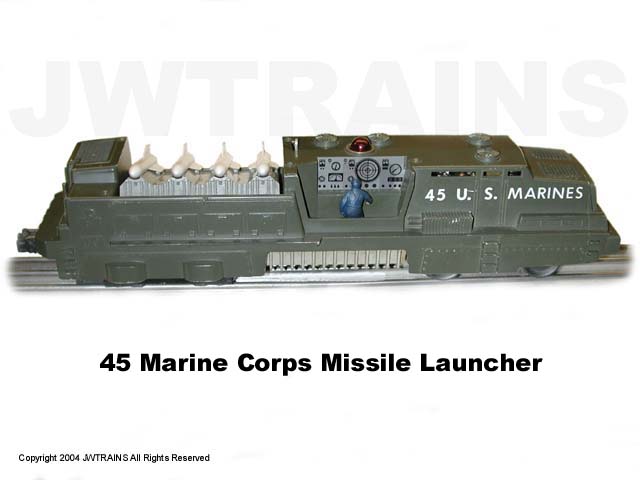 JWTRAINS
45 U. S. MARINES
45 Marine Corps Missile Launcher
Copyright 2004 JWTRAINS All Rights Reserved